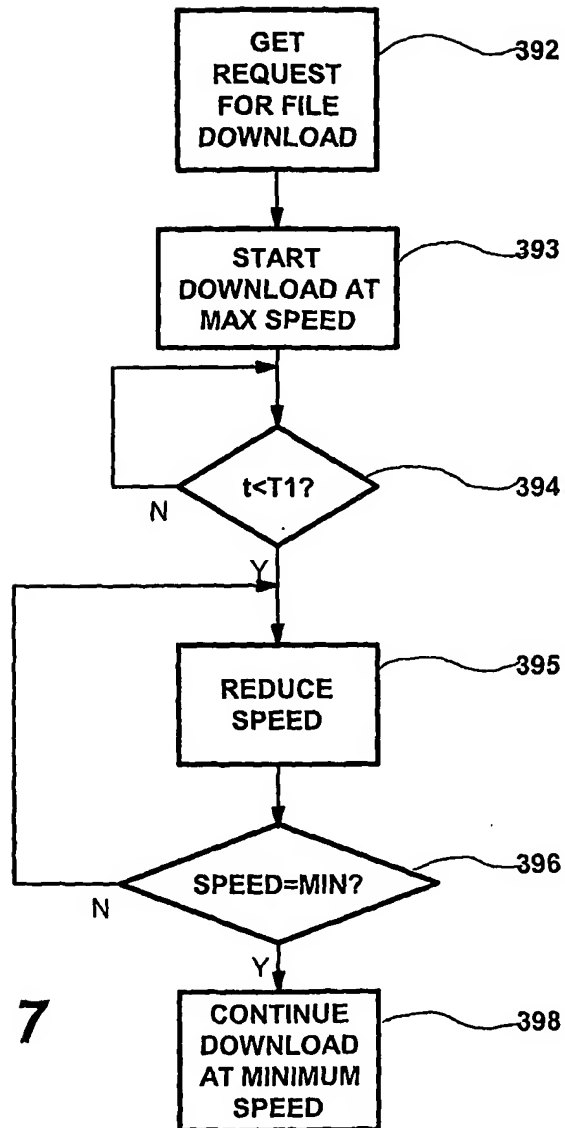 GET
REQUEST
FOR FILE
DOWNLOAD
392
START
DOWNLOAD AT
MAX SPEED
393
t<T1?
394
N
Y
REDUCE
SPEED
395
SPEED=MIN?
396
N
Y
CONTINUE
DOWNLOAD
AT MINIMUM
SPEED
398
7